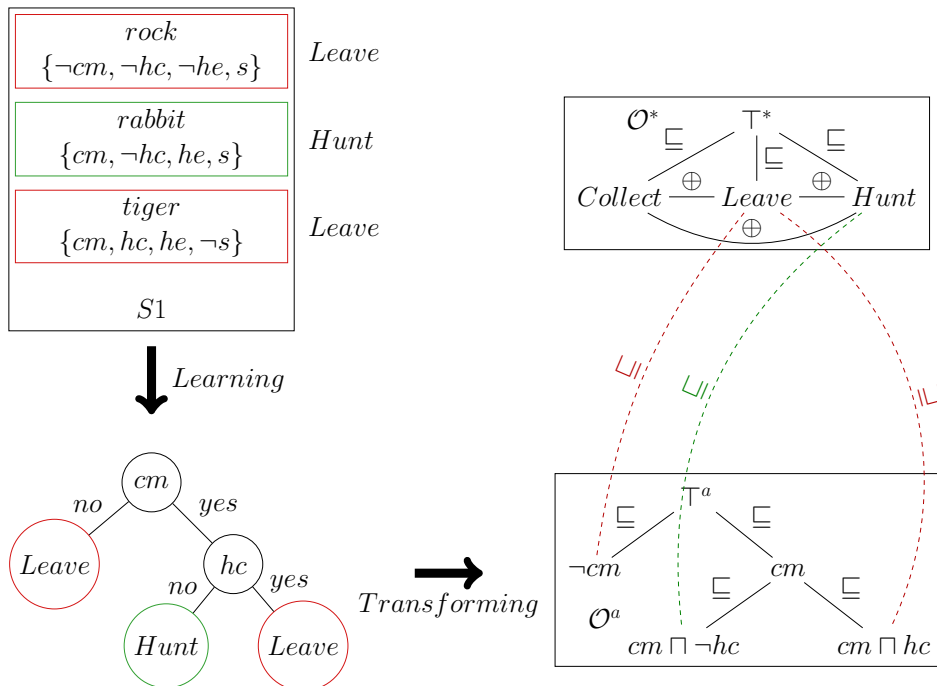 rock
{¬cm, ¬hc, ¬he, s}
Leave
rabbit
{cm, ¬hc, he, s}
Hunt
tiger
{cm, hc, he, ¬s}
Leave
S1
Learning
cm
no
yes
Leave
hc
no
yes
Hunt
Leave
Transforming
𝒪*
⊤*
⊑
⊑
⊑
Collect
⊕
Leave
⊕
Hunt
⊕
⊑
⊑
⊑
⊤ᵃ
⊑
⊑
¬cm
cm
⊑
⊑
𝒪ᵃ
cm ⊓ ¬hc
cm ⊓ hc